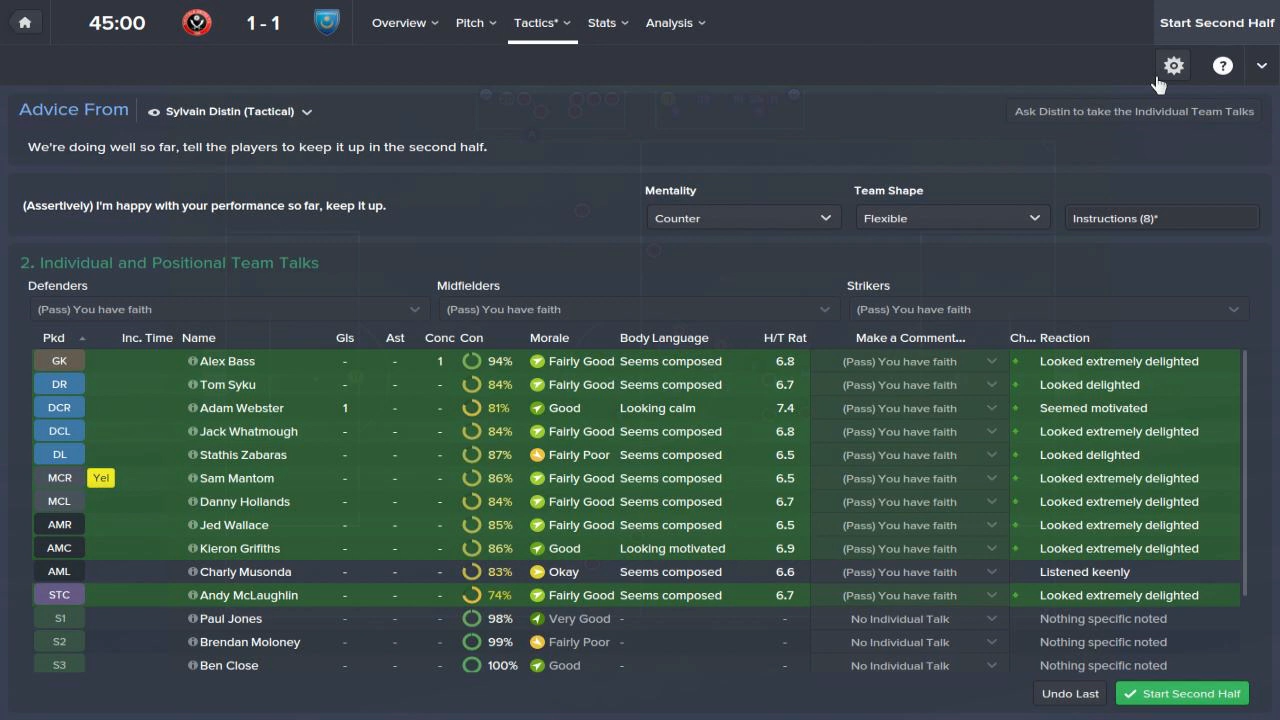 45:00 1 - 1 Overview Pitch Tactics* Stats Analysis Start Second Half
?
Advice From Sylvain Distin (Tactical) Ask Distin to take the Individual Team Talks
We're doing well so far, tell the players to keep it up in the second half.
Mentality Team Shape
(Assertively) I'm happy with your performance so far, keep it up.
Counter Flexible Instructions (8)*
2. Individual and Positional Team Talks
Defenders Midfielders Strikers
(Pass) You have faith (Pass) You have faith (Pass) You have faith
Pkd Inc. Time Name Gls Ast Conc Con Morale Body Language H/T Rat Make a Comment... Ch... Reaction
GK Alex Bass - - 1 94% Fairly Good Seems composed 6.8 (Pass) You have faith Looked extremely delighted
DR Tom Syku - - - 84% Fairly Good Seems composed 6.7 (Pass) You have faith Looked delighted
DCR Adam Webster 1 - - 81% Good Looking calm 7.4 (Pass) You have faith Seemed motivated
DCL Jack Whatmough - - - 84% Fairly Good Seems composed 6.8 (Pass) You have faith Looked extremely delighted
DL Stathis Zabaras - - - 87% Fairly Poor Seems composed 6.5 (Pass) You have faith Looked delighted
MCR Yel Sam Mantom - - - 86% Fairly Good Seems composed 6.5 (Pass) You have faith Looked extremely delighted
MCL Danny Hollands - - - 84% Fairly Good Seems composed 6.7 (Pass) You have faith Looked extremely delighted
AMR Jed Wallace - - - 85% Fairly Good Seems composed 6.5 (Pass) You have faith Looked extremely delighted
AMC Kieron Grifiths - - - 86% Good Looking motivated 6.9 (Pass) You have faith Looked extremely delighted
AML Charly Musonda - - - 83% Okay Seems composed 6.6 (Pass) You have faith Listened keenly
STC Andy McLaughlin - - - 74% Fairly Good Seems composed 6.7 (Pass) You have faith Looked extremely delighted
S1 Paul Jones - - - 98% Very Good - - No Individual Talk Nothing specific noted
S2 Brendan Moloney - - - 99% Fairly Poor - - No Individual Talk Nothing specific noted
S3 Ben Close - - - 100% Good - - No Individual Talk Nothing specific noted
Undo Last Start Second Half